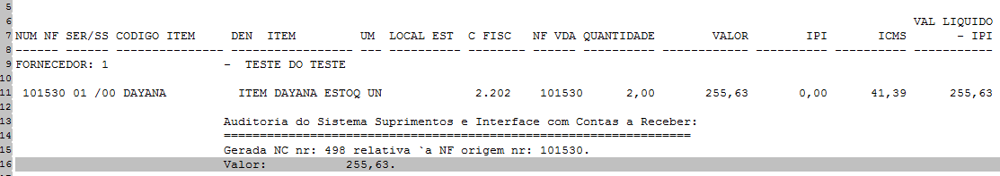 5
6 VAL LIQUIDO
7 NUM NF SER/SS CODIGO ITEM DEN ITEM UM LOCAL EST C FISC NF VDA QUANTIDADE VALOR IPI ICMS - IPI
8 ------ ------ --------------- --- ----------------- --- ---------- ------ ------ ---------- ------------ ---------- ---------- -----------
9 FORNECEDOR: 1 - TESTE DO TESTE
10
11 101530 01 /00 DAYANA ITEM DAYANA ESTOQ UN 2.202 101530 2,00 255,63 0,00 41,39 255,63
12
13 Auditoria do Sistema Suprimentos e Interface com Contas a Receber:
14 =================================================================
15 Gerada NC nr: 498 relativa `a NF origem nr: 101530.
16 Valor: 255,63.